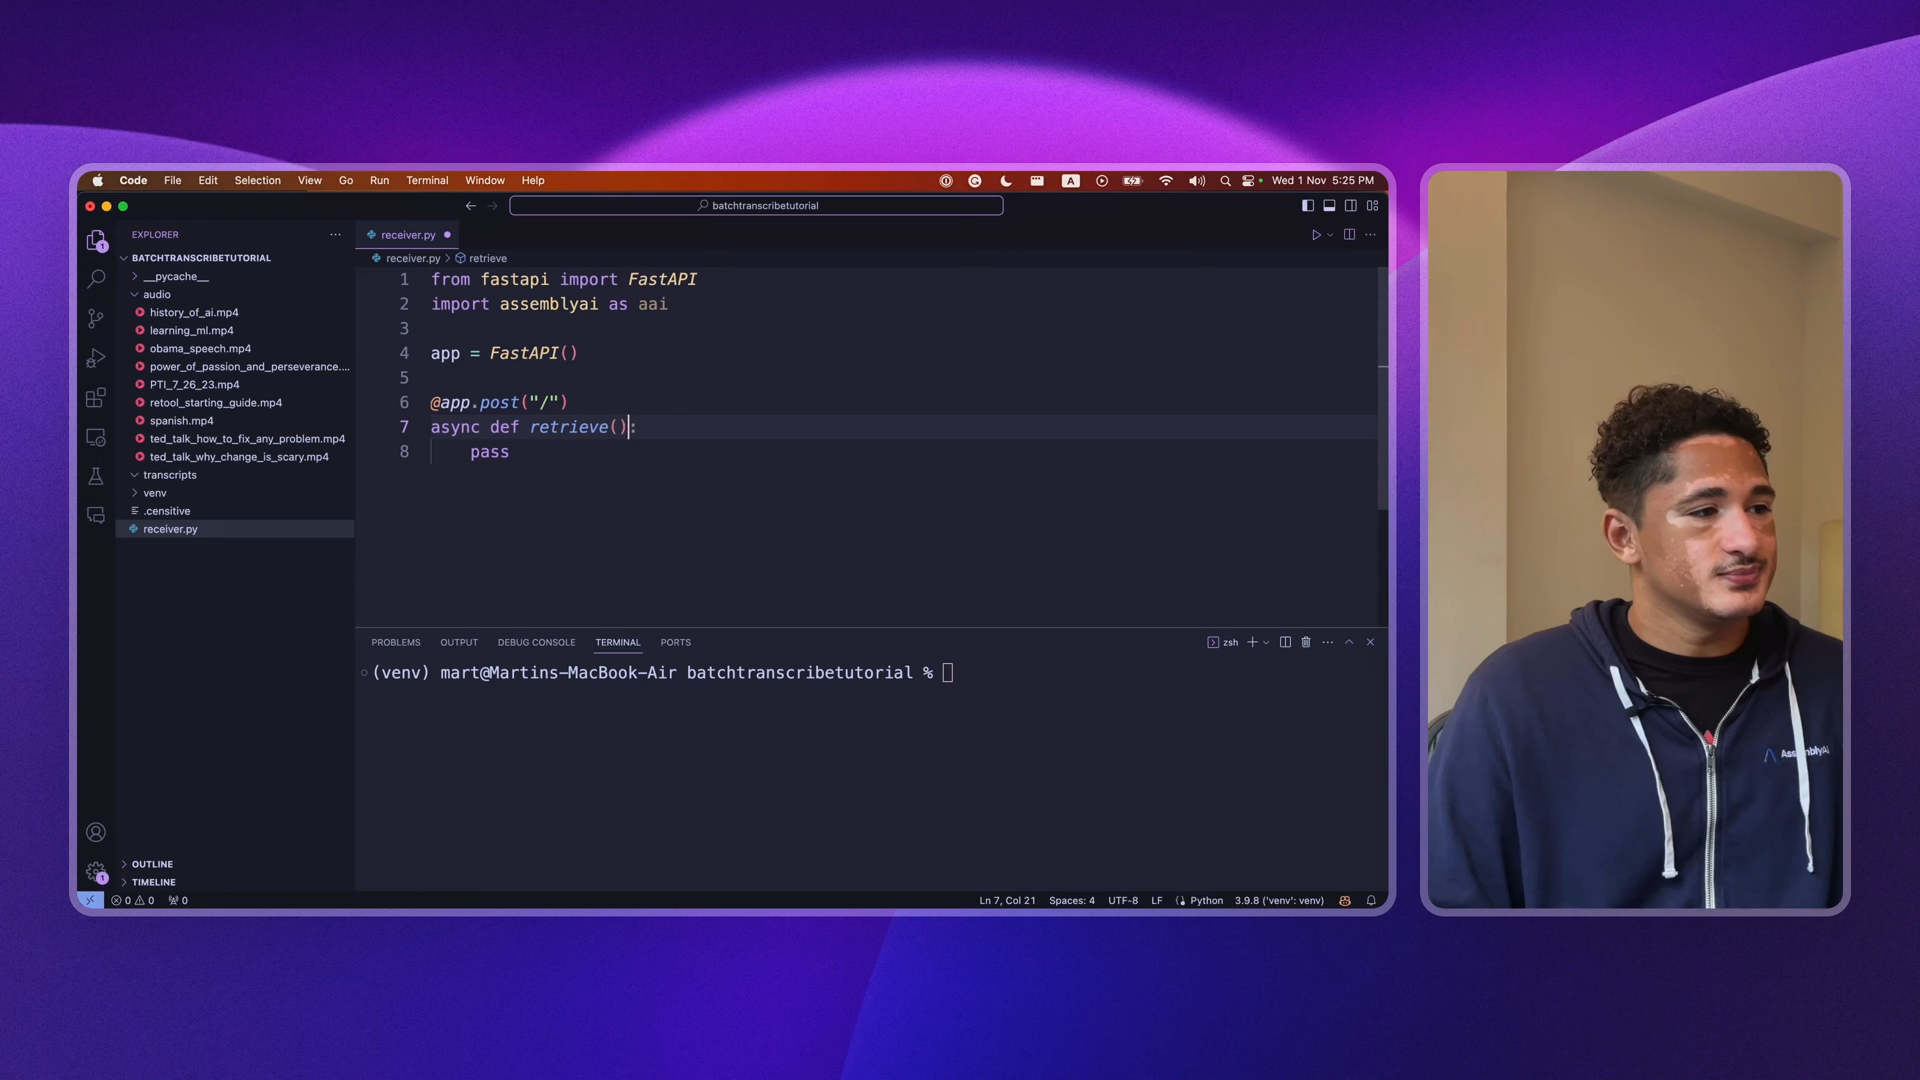 Code File Edit Selection View Go Run Terminal Window Help
A
Wed 1 Nov 5:25 PM
batchtranscribetutorial
EXPLORER
BATCHTRANSCRIBETUTORIAL
__pycache__
audio
history_of_ai.mp4
learning_ml.mp4
obama_speech.mp4
power_of_passion_and_perseverance....
PTI_7_26_23.mp4
retool_starting_guide.mp4
spanish.mp4
ted_talk_how_to_fix_any_problem.mp4
ted_talk_why_change_is_scary.mp4
transcripts
venv
.censitive
receiver.py
OUTLINE
TIMELINE
1
1
receiver.py
receiver.py > retrieve
1 from fastapi import FastAPI
2 import assemblyai as aai
3
4 app = FastAPI()
5
6 @app.post("/")
7 async def retrieve():
8 pass
PROBLEMS OUTPUT DEBUG CONSOLE TERMINAL PORTS
zsh
(venv) mart@Martins-MacBook-Air batchtranscribetutorial %
0 0 0
Ln 7, Col 21 Spaces: 4 UTF-8 LF Python 3.9.8 ('venv': venv)